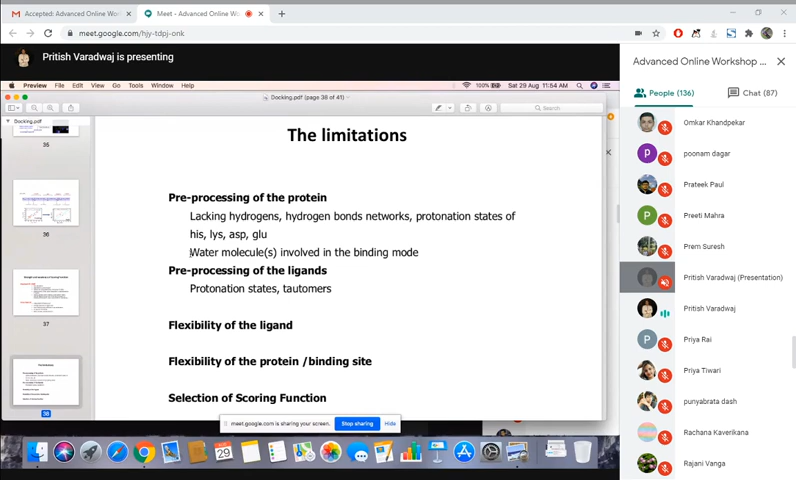 Accepted: Advanced Online Wo
Meet - Advanced Online Wor
meet.google.com/hjy-tdpj-onk
Pritish Varadwaj is presenting
Preview File Edit View Go Tools Window Help
100% Sat 29 Aug 11:54 AM
Docking.pdf (page 38 of 41)
Search
Docking.pdf
35
36
37
38
The limitations
Pre-processing of the protein
Lacking hydrogens, hydrogen bonds networks, protonation states of
his, lys, asp, glu
Water molecule(s) involved in the binding mode
Pre-processing of the ligands
Protonation states, tautomers
Flexibility of the ligand
Flexibility of the protein /binding site
Selection of Scoring Function
meet.google.com is sharing your screen.
Stop sharing
Hide
29
Advanced Online Workshop ...
People (136)
Chat (87)
Omkar Khandpekar
P
poonam dagar
Prateek Paul
P
Preeti Mahra
Prem Suresh
Pritish Varadwaj (Presentation)
Pritish Varadwaj
P
Priya Rai
Priya Tiwari
punyabrata dash
Rachana Kaverikana
Rajani Vanga